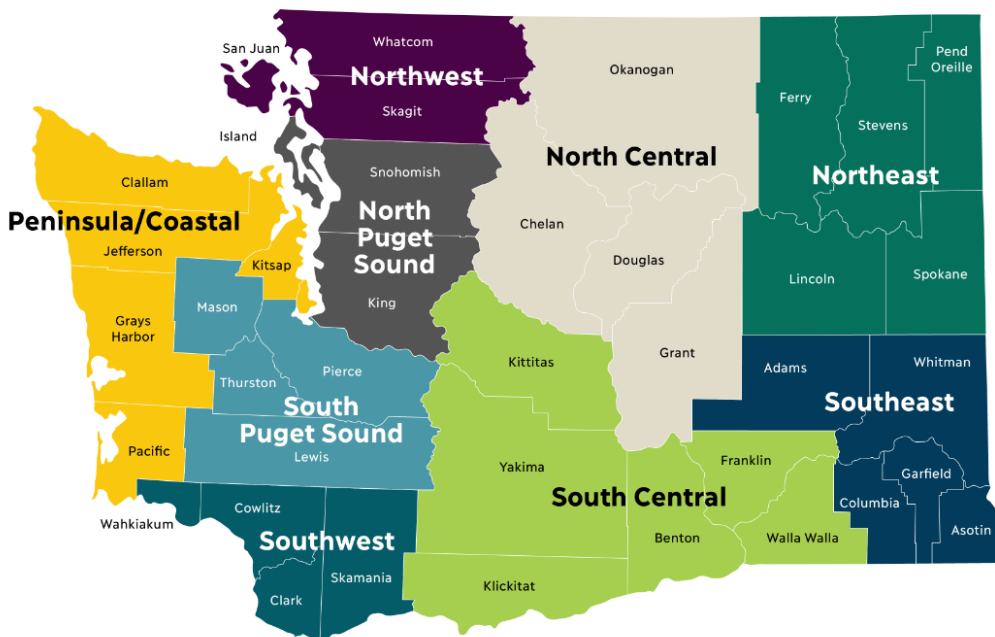 San Juan
Whatcom
Northwest
Skagit
Island
Okanogan
Pend
Oreille
Ferry
Stevens
North Central
Northeast
Clallam
Snohomish
Peninsula/Coastal
North
Puget
Sound
Chelan
Jefferson
Kitsap
Douglas
Lincoln
Spokane
Mason
King
Grays
Harbor
Grant
Kittitas
Adams
Whitman
Pierce
Thurston
South
Puget Sound
Southeast
Lewis
Pacific
Yakima
Franklin
Garfield
South Central
Columbia
Wahkiakum
Cowlitz
Southwest
Benton
Walla Walla
Asotin
Skamania
Klickitat
Clark